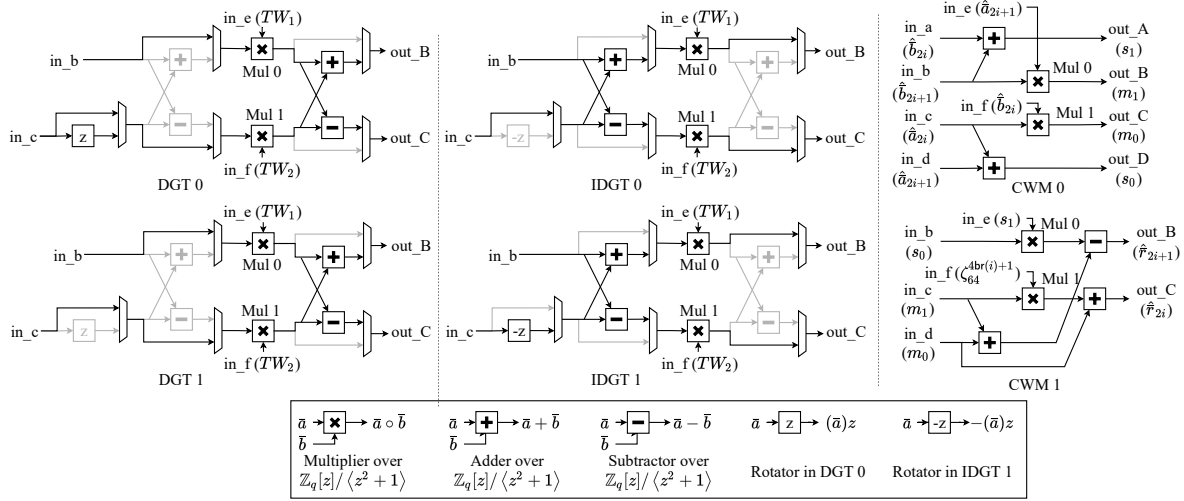 in_e (TW₁)
in_f (TW₂)
in_b
in_c
z
Mul 0
Mul 1
out_B
out_C
DGT 0
in_e (TW₁)
in_f (TW₂)
in_b
in_c
-z
Mul 0
Mul 1
out_B
out_C
IDGT 0
in_e (â̄₂ᵢ₊₁)
in_a
(b̄̂₂ᵢ)
out_A
(s₁)
in_b
(b̄̂₂ᵢ₊₁)
Mul 0
out_B
(m₁)
in_f (b̄̂₂ᵢ)
in_c
(â̄₂ᵢ)
Mul 1
out_C
(m₀)
in_d
(â̄₂ᵢ₊₁)
out_D
(s₀)
CWM 0
in_e (TW₁)
in_b
in_c
z
Mul 0
Mul 1
out_B
out_C
in_f (TW₂)
DGT 1
in_e (TW₁)
in_b
in_c
-z
Mul 0
Mul 1
out_B
out_C
in_f (TW₂)
IDGT 1
in_e (s₁)
Mul 0
in_b
(s₀)
out_B
(r̄̂₂ᵢ₊₁)
in_f (ζ₆₄^{4br(i)+1})
Mul 1
in_c
(m₁)
out_C
(r̄̂₂ᵢ)
in_d
(m₀)
CWM 1
ā b̄ ā ∘ b̄
Multiplier over
ℤ_q[z]/⟨z² + 1⟩
ā b̄ ā + b̄
Adder over
ℤ_q[z]/⟨z² + 1⟩
ā b̄ ā − b̄
Subtractor over
ℤ_q[z]/⟨z² + 1⟩
ā z (ā)z
Rotator in DGT 0
ā -z −(ā)z
Rotator in IDGT 1